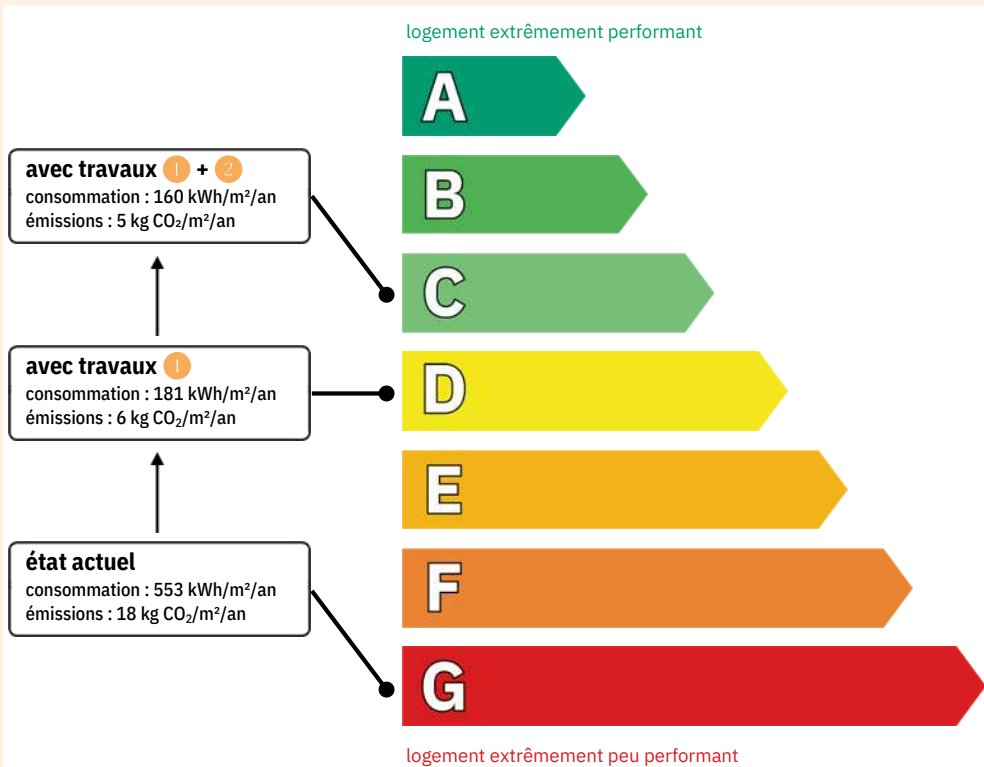 logement extrêmement performant
A
avec travaux 1 + 2
consommation : 160 kWh/m²/an
émissions : 5 kg CO₂/m²/an
B
C
avec travaux 1
consommation : 181 kWh/m²/an
émissions : 6 kg CO₂/m²/an
D
E
état actuel
consommation : 553 kWh/m²/an
émissions : 18 kg CO₂/m²/an
F
G
logement extrêmement peu performant